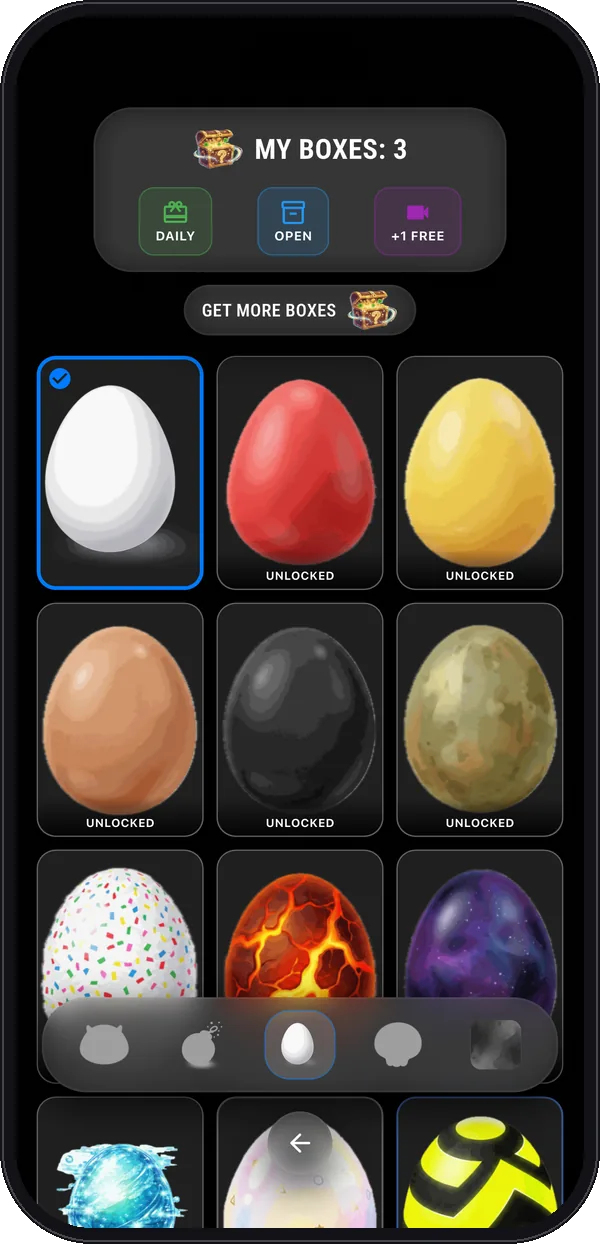 MY BOXES: 3
DAILY
OPEN
+1 FREE
GET MORE BOXES
UNLOCKED
UNLOCKED
UNLOCKED
UNLOCKED
UNLOCKED